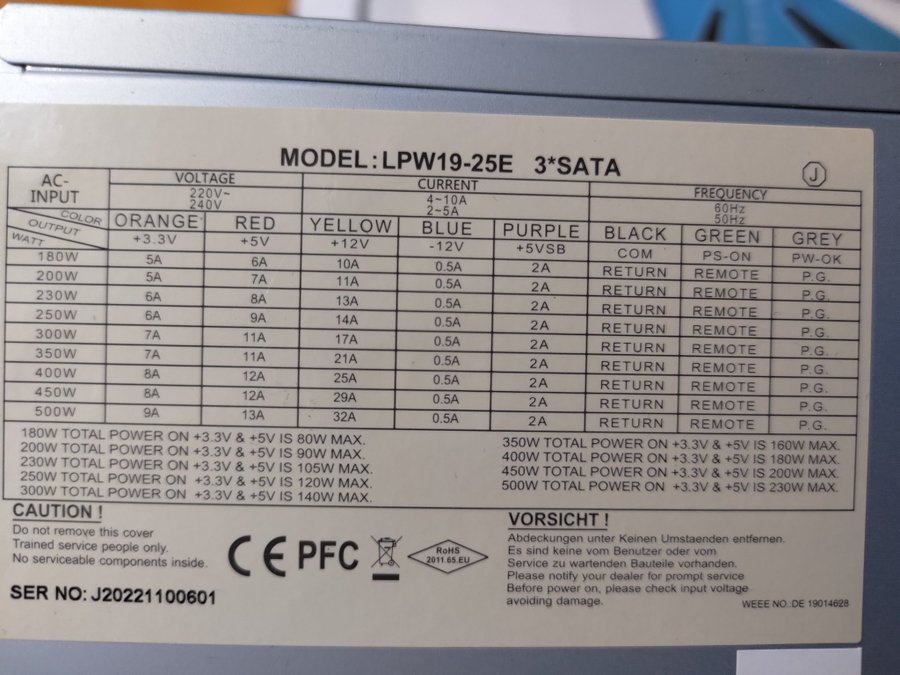 MODEL:LPW19-25E 3*SATA
J
AC-INPUT VOLTAGE CURRENT FREQUENCY
220V~ 4~10A 60Hz
240V 2~5A 50Hz
COLOR ORANGE RED YELLOW BLUE PURPLE BLACK GREEN GREY
OUTPUT WATT +3.3V +5V +12V -12V +5VSB COM PS-ON PW-OK
180W 5A 6A 10A 0.5A 2A RETURN REMOTE P.G.
200W 5A 7A 11A 0.5A 2A RETURN REMOTE P.G.
230W 6A 8A 13A 0.5A 2A RETURN REMOTE P.G.
250W 6A 9A 14A 0.5A 2A RETURN REMOTE P.G.
300W 7A 11A 17A 0.5A 2A RETURN REMOTE P.G.
350W 7A 11A 21A 0.5A 2A RETURN REMOTE P.G.
400W 8A 12A 25A 0.5A 2A RETURN REMOTE P.G.
450W 8A 12A 29A 0.5A 2A RETURN REMOTE P.G.
500W 9A 13A 32A 0.5A 2A RETURN REMOTE P.G.
180W TOTAL POWER ON +3.3V & +5V IS 80W MAX.
200W TOTAL POWER ON +3.3V & +5V IS 90W MAX.
230W TOTAL POWER ON +3.3V & +5V IS 105W MAX.
250W TOTAL POWER ON +3.3V & +5V IS 120W MAX.
300W TOTAL POWER ON +3.3V & +5V IS 140W MAX.
350W TOTAL POWER ON +3.3V & +5V IS 160W MAX.
400W TOTAL POWER ON +3.3V & +5V IS 180W MAX.
450W TOTAL POWER ON +3.3V & +5V IS 200W MAX.
500W TOTAL POWER ON +3.3V & +5V IS 230W MAX.
CAUTION !
Do not remove this cover
Trained service people only.
No serviceable components inside.
SER NO: J20221100601
CE PFC
RoHS
2011.65.EU
VORSICHT !
Abdeckungen unter Keinen Umstaenden entfernen.
Es sind keine vom Benutzer oder vom
Service zu wartenden Bauteile vorhanden.
Please notify your dealer for prompt service
Before power on, please check input voltage
avoiding damage.
WEEE NO.:DE 19014628